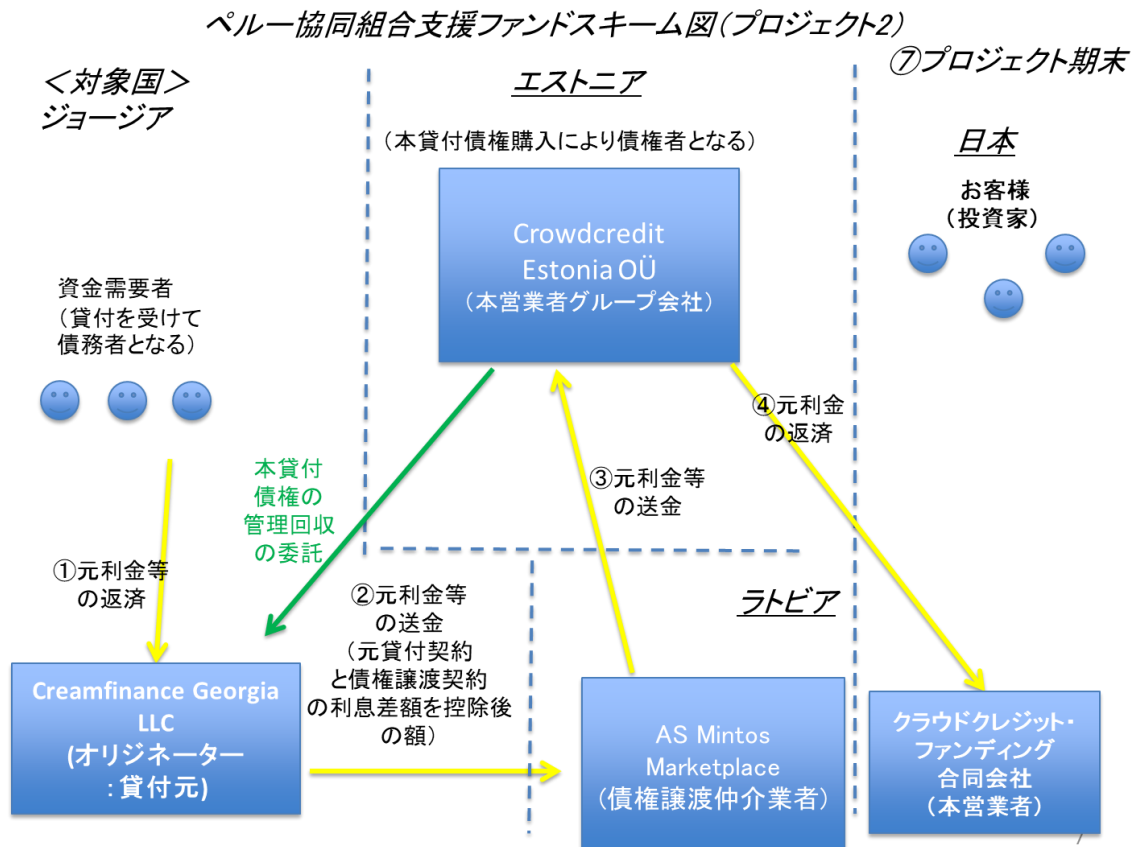 ペルー協同組合支援ファンドスキーム図(プロジェクト2)
⑦プロジェクト期末
<対象国>
ジョージア
エストニア
日本
(本貸付債権購入により債権者となる)
お客様
(投資家)
Crowdcredit
Estonia OÜ
(本営業者グループ会社)
資金需要者
(貸付を受けて
債務者となる)
④元利金
の返済
本貸付
債権の
管理回収
の委託
③元利金等
の送金
①元利金等
の返済
②元利金等
の送金
(元貸付契約
と債権譲渡契約
の利息差額を控除後
の額)
ラトビア
Creamfinance Georgia
LLC
(オリジネーター
:貸付元)
AS Mintos
Marketplace
(債権譲渡仲介業者)
クラウドクレジット・
ファンディング
合同会社
(本営業者)